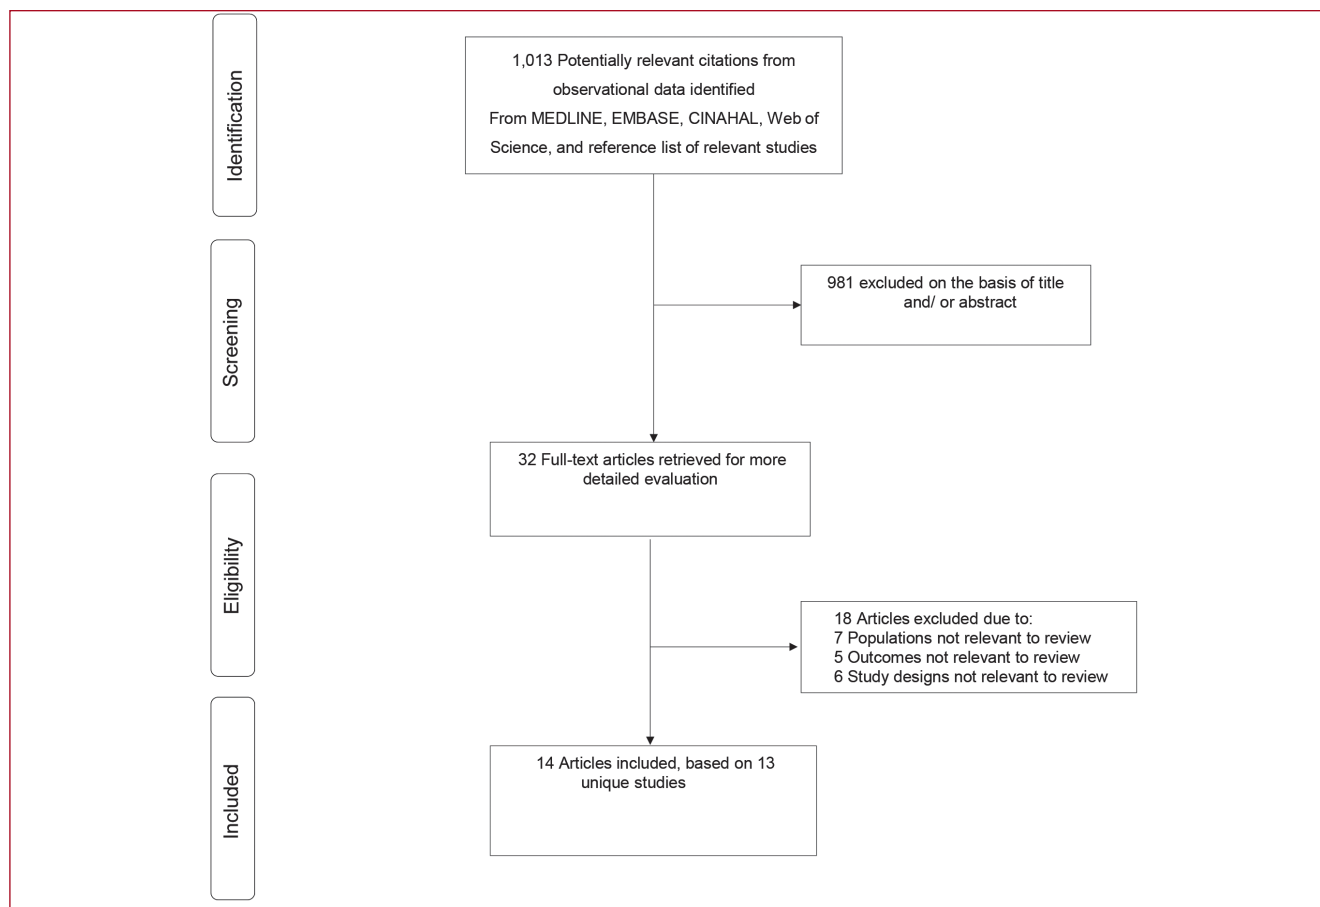 Identification
1,013 Potentially relevant citations from
observational data identified
From MEDLINE, EMBASE, CINAHAL, Web of
Science, and reference list of relevant studies
Screening
981 excluded on the basis of title
and/ or abstract
32 Full-text articles retrieved for more
detailed evaluation
Eligibility
18 Articles excluded due to:
7 Populations not relevant to review
5 Outcomes not relevant to review
6 Study designs not relevant to review
Included
14 Articles included, based on 13
unique studies